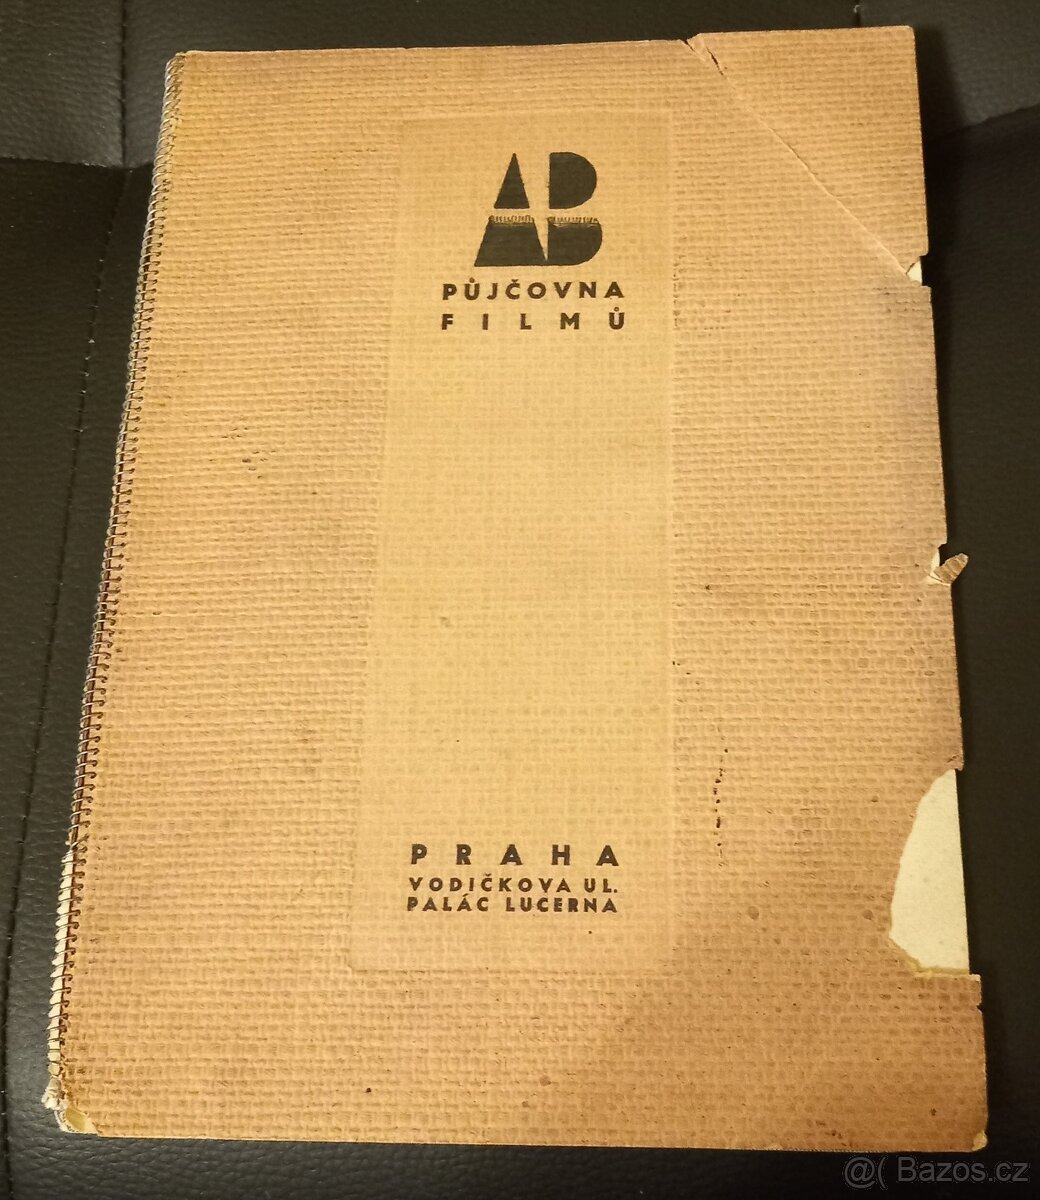 AB
PŮJČOVNA
FILMŮ
PRAHA
VODIČKOVA UL.
PALÁC LUCERNA
@( Bazos.cz